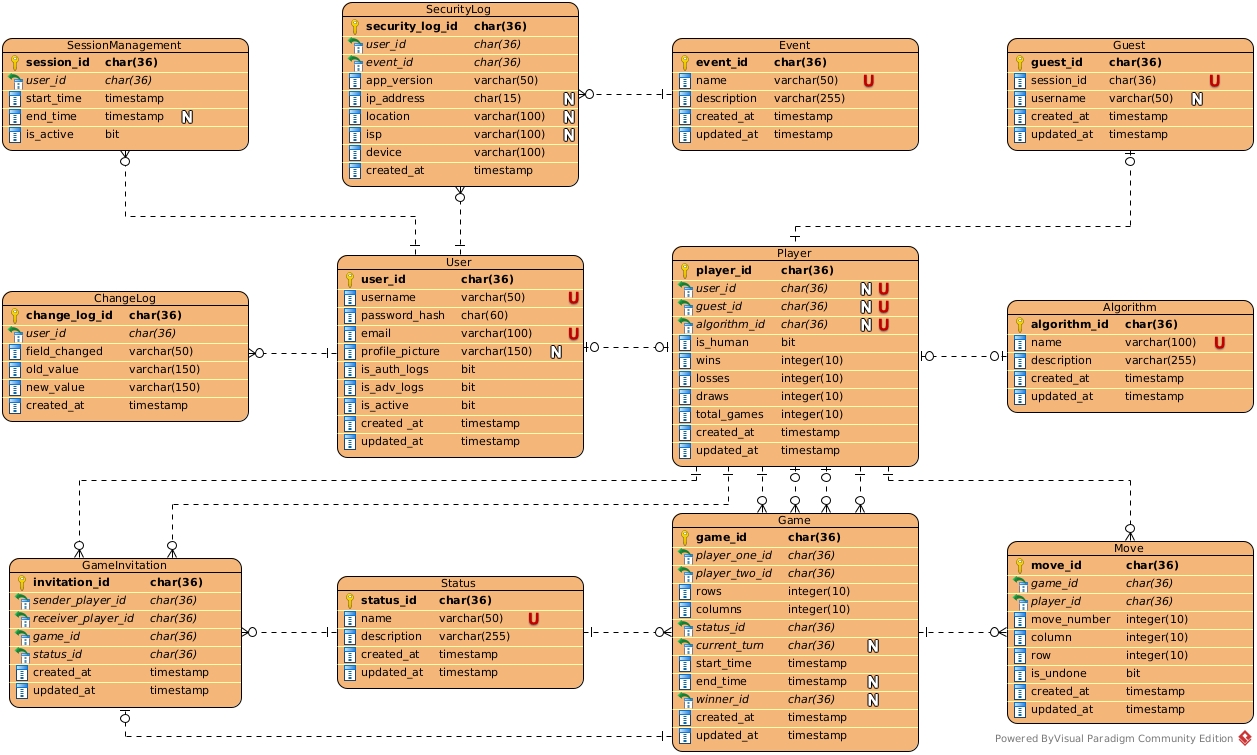 SessionManagement
session_id char(36)
user_id char(36)
start_time timestamp
end_time timestamp N
is_active bit
SecurityLog
security_log_id char(36)
user_id char(36)
event_id char(36)
app_version varchar(50)
ip_address char(15) N
location varchar(100) N
isp varchar(100) N
device varchar(100)
created_at timestamp
Event
event_id char(36)
name varchar(50) U
description varchar(255)
created_at timestamp
updated_at timestamp
Guest
guest_id char(36)
session_id char(36) U
username varchar(50) N
created_at timestamp
updated_at timestamp
ChangeLog
change_log_id char(36)
user_id char(36)
field_changed varchar(50)
old_value varchar(150)
new_value varchar(150)
created_at timestamp
User
user_id char(36)
username varchar(50) U
password_hash char(60)
email varchar(100) U
profile_picture varchar(150) N
is_auth_logs bit
is_adv_logs bit
is_active bit
created _at timestamp
updated_at timestamp
Player
player_id char(36)
user_id char(36) N U
guest_id char(36) N U
algorithm_id char(36) N U
is_human bit
wins integer(10)
losses integer(10)
draws integer(10)
total_games integer(10)
created_at timestamp
updated_at timestamp
Algorithm
algorithm_id char(36)
name varchar(100) U
description varchar(255)
created_at timestamp
updated_at timestamp
GameInvitation
invitation_id char(36)
sender_player_id char(36)
receiver_player_id char(36)
game_id char(36)
status_id char(36)
created_at timestamp
updated_at timestamp
Status
status_id char(36)
name varchar(50) U
description varchar(255)
created_at timestamp
updated_at timestamp
Game
game_id char(36)
player_one_id char(36)
player_two_id char(36)
rows integer(10)
columns integer(10)
status_id char(36)
current_turn char(36) N
start_time timestamp
end_time timestamp N
winner_id char(36) N
created_at timestamp
updated_at timestamp
Move
move_id char(36)
game_id char(36)
player_id char(36)
move_number integer(10)
column integer(10)
row integer(10)
is_undone bit
created_at timestamp
updated_at timestamp
Powered ByVisual Paradigm Community Edition